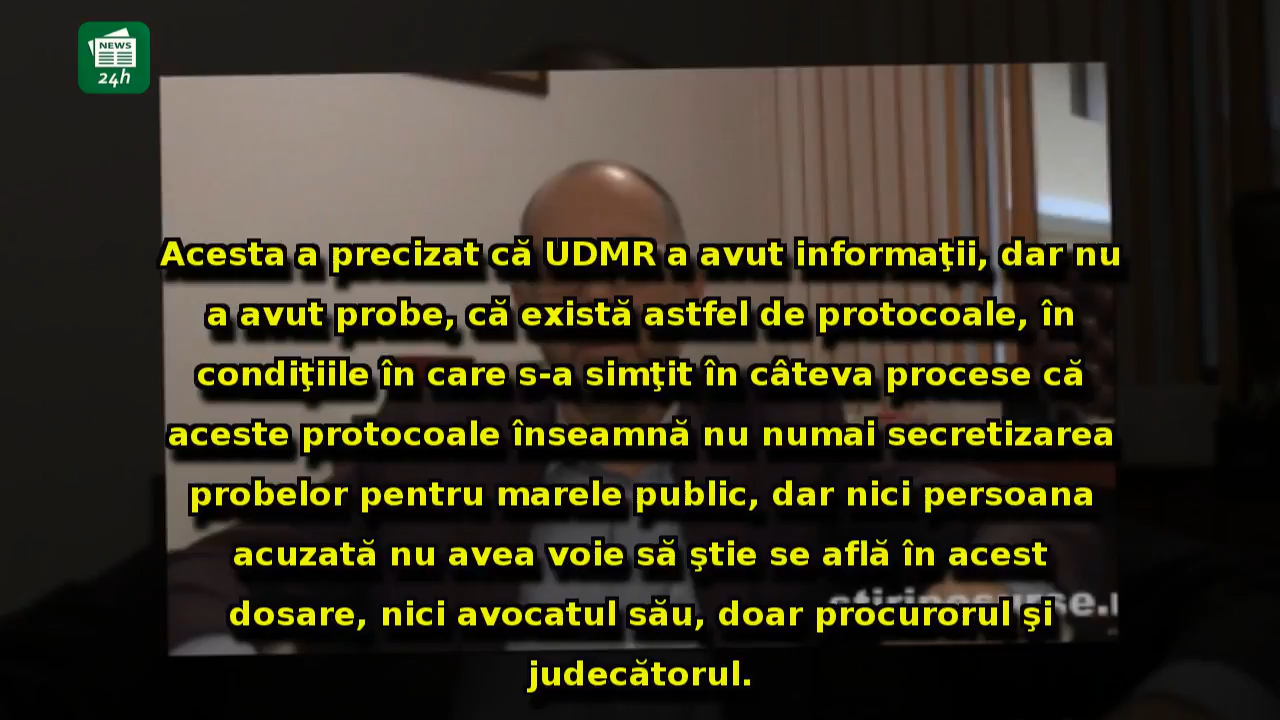 NEWS
24h
Acesta a precizat că UDMR a avut informaţii, dar nu
a avut probe, că există astfel de protocoale, în
condiţiile în care s-a simţit în câteva procese că
aceste protocoale înseamnă nu numai secretizarea
probelor pentru marele public, dar nici persoana
acuzată nu avea voie să ştie se află în acest
dosare, nici avocatul său, doar procurorul şi
judecătorul.